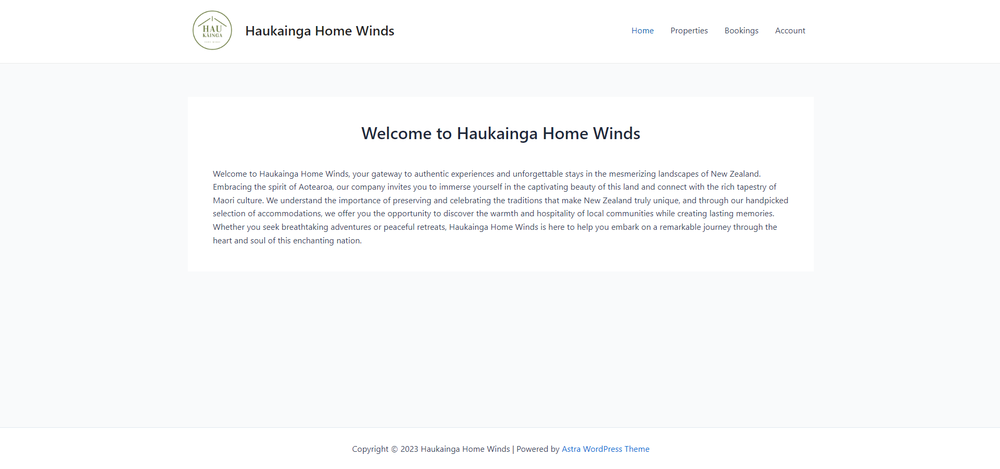 HAU
KĀINGA
HOME WINDS
Haukainga Home Winds
Home
Properties
Bookings
Account
Welcome to Haukainga Home Winds
Welcome to Haukainga Home Winds, your gateway to authentic experiences and unforgettable stays in the mesmerizing landscapes of New Zealand.
Embracing the spirit of Aotearoa, our company invites you to immerse yourself in the captivating beauty of this land and connect with the rich tapestry of
Maori culture. We understand the importance of preserving and celebrating the traditions that make New Zealand truly unique, and through our handpicked
selection of accommodations, we offer you the opportunity to discover the warmth and hospitality of local communities while creating lasting memories.
Whether you seek breathtaking adventures or peaceful retreats, Haukainga Home Winds is here to help you embark on a remarkable journey through the
heart and soul of this enchanting nation.
Copyright © 2023 Haukainga Home Winds | Powered by Astra WordPress Theme